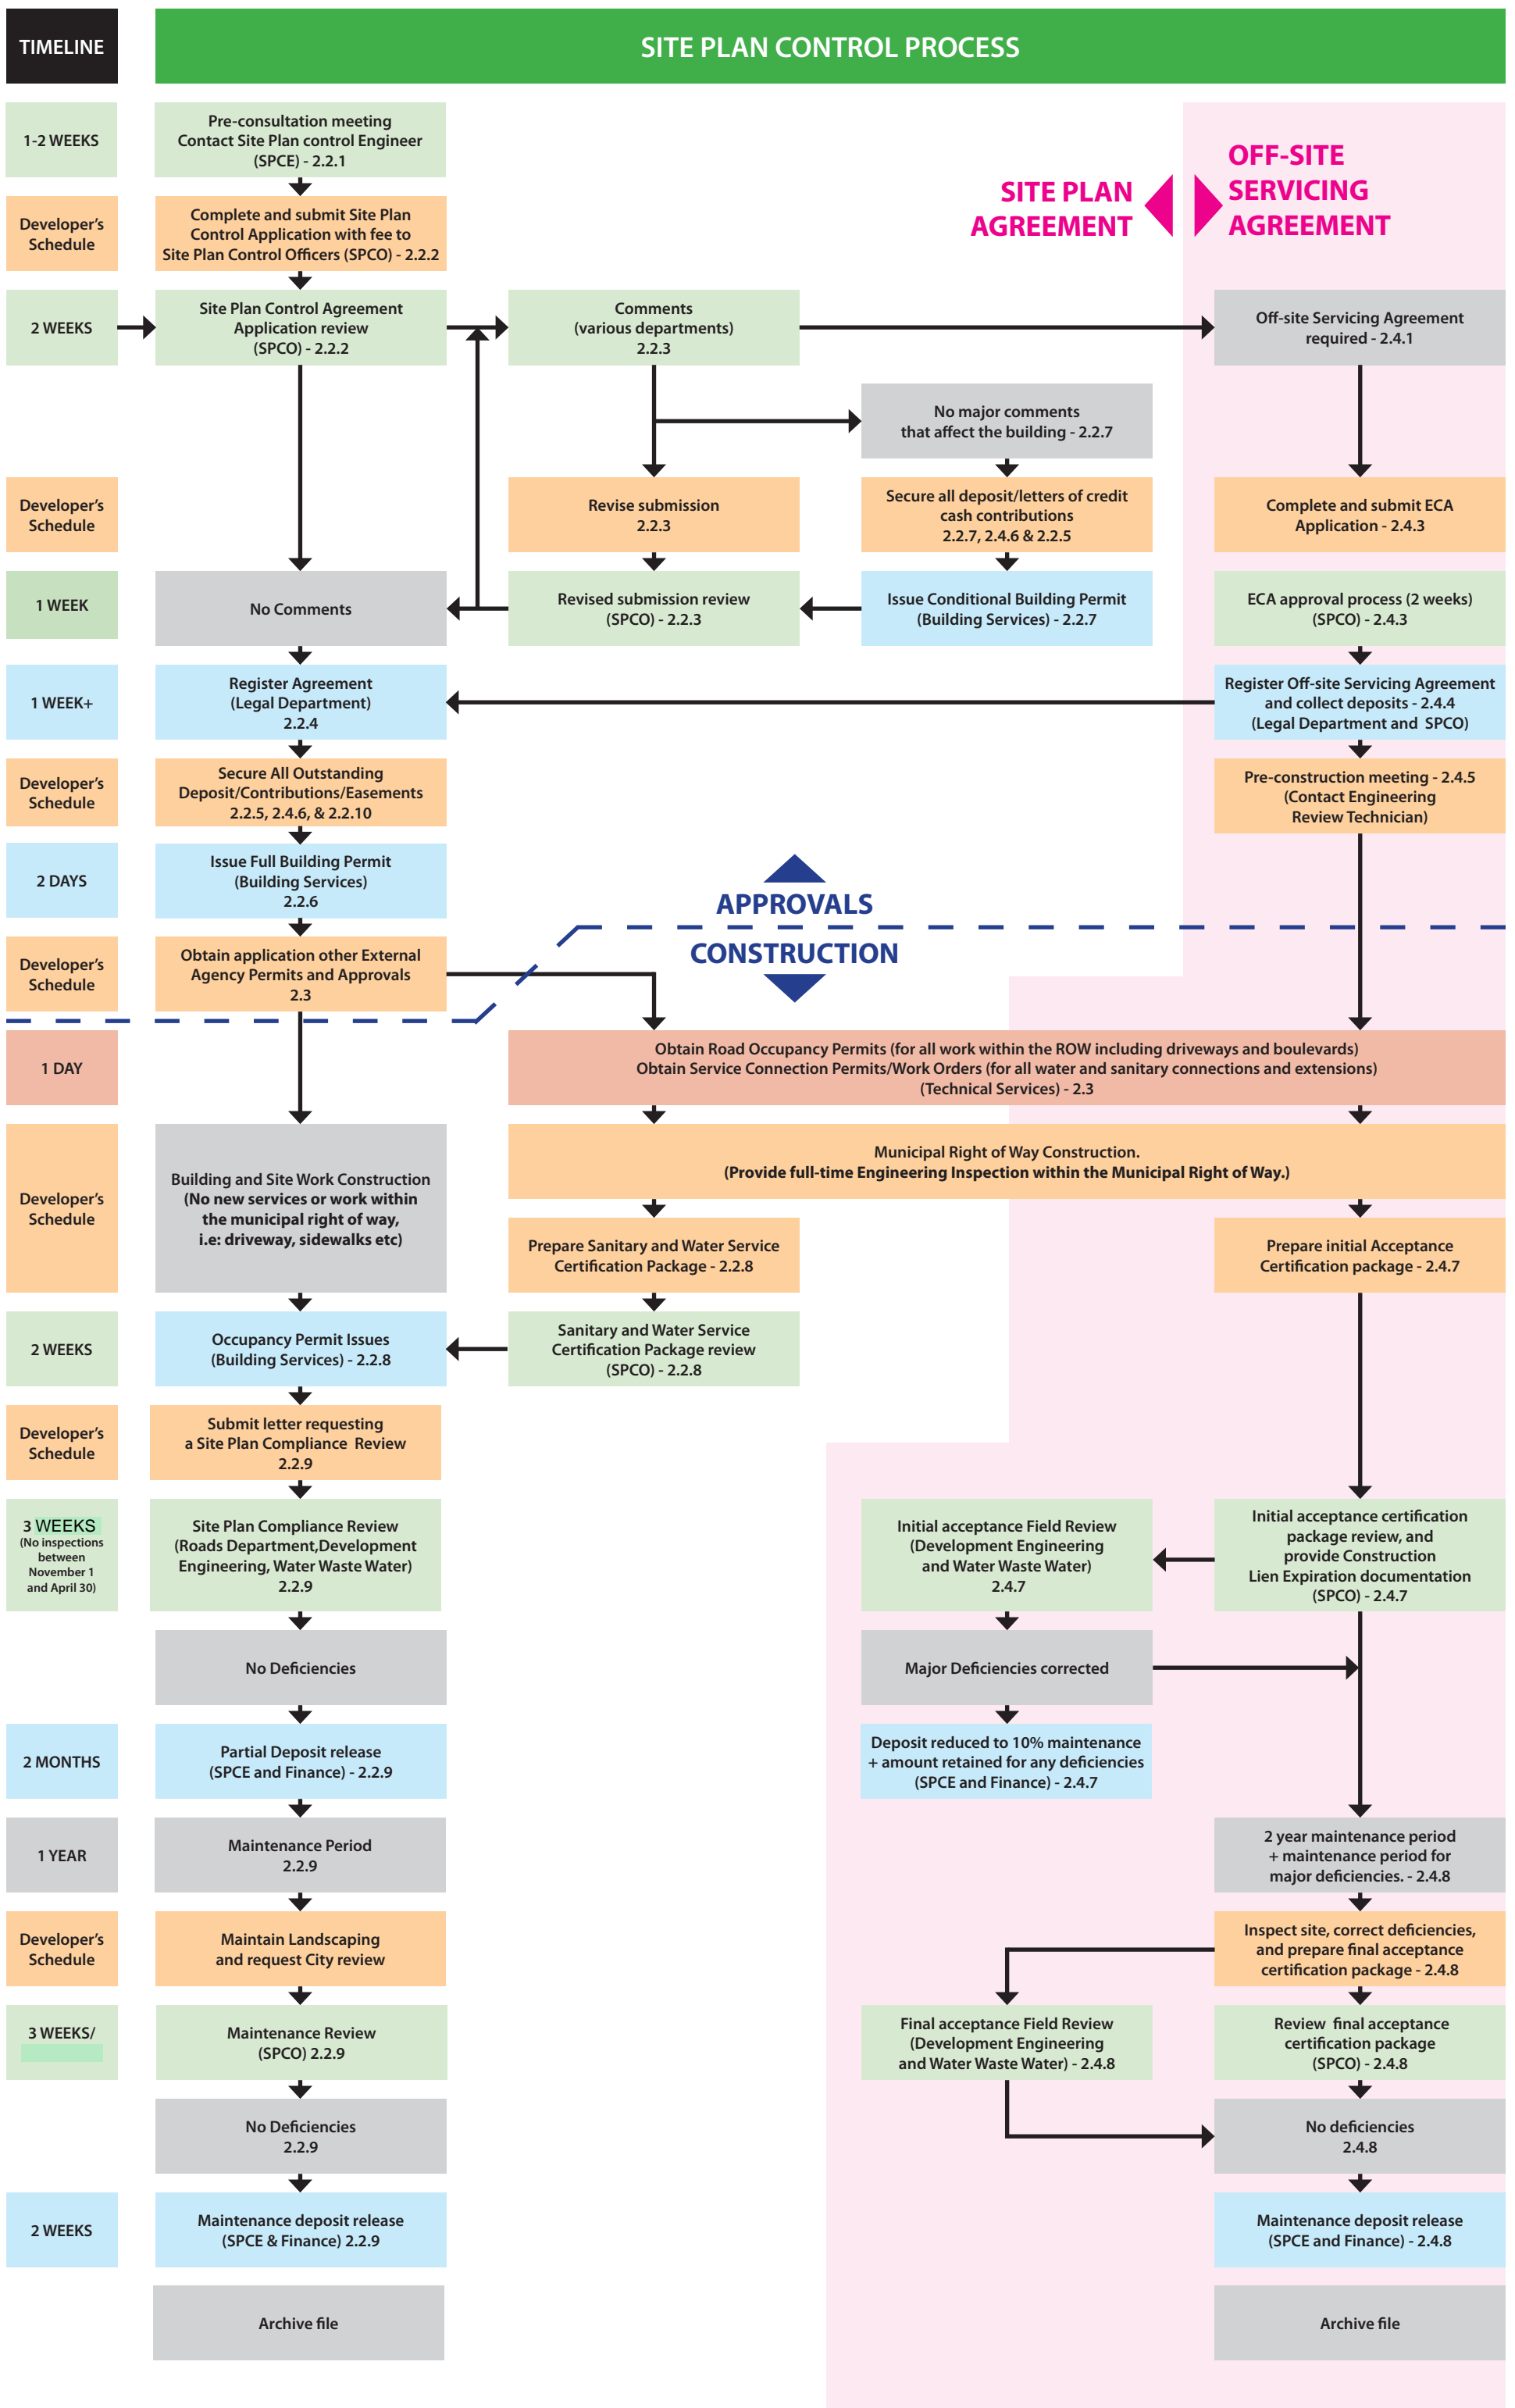 TIMELINE
SITE PLAN CONTROL PROCESS
1-2 WEEKS
Pre-consultation meeting
Contact Site Plan control Engineer
(SPCE) - 2.2.1
SITE PLAN
AGREEMENT
OFF-SITE
SERVICING
AGREEMENT
Developer's
Schedule
Complete and submit Site Plan
Control Application with fee to
Site Plan Control Officers (SPCO) - 2.2.2
2 WEEKS
Site Plan Control Agreement
Application review
(SPCO) - 2.2.2
Comments
(various departments)
2.2.3
Off-site Servicing Agreement
required - 2.4.1
No major comments
that affect the building - 2.2.7
Developer's
Schedule
Revise submission
2.2.3
Secure all deposit/letters of credit
cash contributions
2.2.7, 2.4.6 & 2.2.5
Complete and submit ECA
Application - 2.4.3
1 WEEK
No Comments
Revised submission review
(SPCO) - 2.2.3
Issue Conditional Building Permit
(Building Services) - 2.2.7
ECA approval process (2 weeks)
(SPCO) - 2.4.3
1 WEEK+
Register Agreement
(Legal Department)
2.2.4
Register Off-site Servicing Agreement
and collect deposits - 2.4.4
(Legal Department and SPCO)
Developer's
Schedule
Secure All Outstanding
Deposit/Contributions/Easements
2.2.5, 2.4.6, & 2.2.10
Pre-construction meeting - 2.4.5
(Contact Engineering
Review Technician)
2 DAYS
Issue Full Building Permit
(Building Services)
2.2.6
APPROVALS
CONSTRUCTION
Developer's
Schedule
Obtain application other External
Agency Permits and Approvals
2.3
1 DAY
Obtain Road Occupancy Permits (for all work within the ROW including driveways and boulevards)
Obtain Service Connection Permits/Work Orders (for all water and sanitary connections and extensions)
(Technical Services) - 2.3
Developer's
Schedule
Building and Site Work Construction
(No new services or work within
the municipal right of way,
i.e: driveway, sidewalks etc)
Municipal Right of Way Construction.
(Provide full-time Engineering Inspection within the Municipal Right of Way.)
Prepare Sanitary and Water Service
Certification Package - 2.2.8
Prepare initial Acceptance
Certification package - 2.4.7
2 WEEKS
Occupancy Permit Issues
(Building Services) - 2.2.8
Sanitary and Water Service
Certification Package review
(SPCO) - 2.2.8
Developer's
Schedule
Submit letter requesting
a Site Plan Compliance Review
2.2.9
3 WEEKS
(No inspections
between
November 1
and April 30)
Site Plan Compliance Review
(Roads Department,Development
Engineering, Water Waste Water)
2.2.9
Initial acceptance Field Review
(Development Engineering
and Water Waste Water)
2.4.7
Initial acceptance certification
package review, and
provide Construction
Lien Expiration documentation
(SPCO) - 2.4.7
No Deficiencies
Major Deficiencies corrected
2 MONTHS
Partial Deposit release
(SPCE and Finance) - 2.2.9
Deposit reduced to 10% maintenance
+ amount retained for any deficiencies
(SPCE and Finance) - 2.4.7
1 YEAR
Maintenance Period
2.2.9
2 year maintenance period
+ maintenance period for
major deficiencies. - 2.4.8
Developer's
Schedule
Maintain Landscaping
and request City review
Inspect site, correct deficiencies,
and prepare final acceptance
certification package - 2.4.8
3 WEEKS/
Maintenance Review
(SPCO) 2.2.9
Final acceptance Field Review
(Development Engineering
and Water Waste Water) - 2.4.8
Review final acceptance
certification package
(SPCO) - 2.4.8
No Deficiencies
2.2.9
No deficiencies
2.4.8
2 WEEKS
Maintenance deposit release
(SPCE & Finance) 2.2.9
Maintenance deposit release
(SPCE and Finance) - 2.4.8
Archive file
Archive file